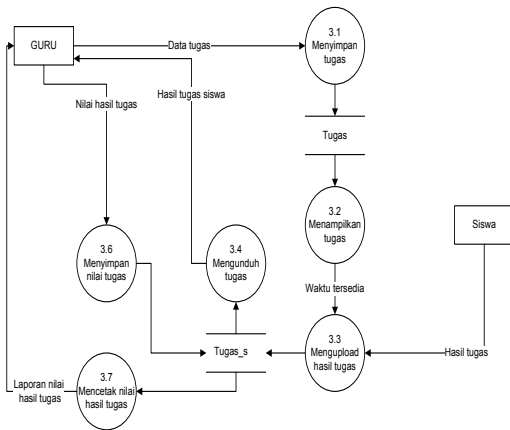 GURU
Data tugas
3.1
Menyimpan
tugas
Nilai hasil tugas
Hasil tugas siswa
Tugas
3.2
Menampilkan
tugas
Siswa
3.6
Menyimpan
nilai tugas
3.4
Mengunduh
tugas
Waktu tersedia
Tugas_s
3.3
Mengupload
hasil tugas
Hasil tugas
Laporan nilai
hasil tugas
3.7
Mencetak nilai
hasil tugas